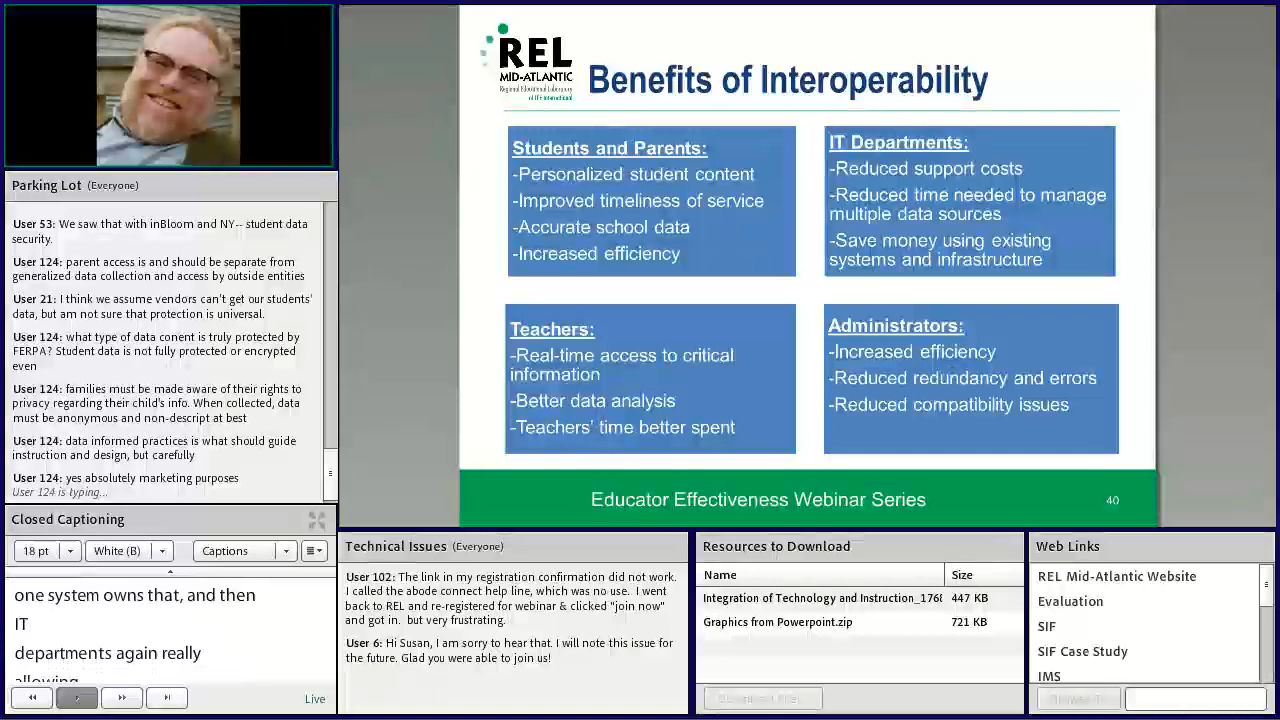 REL
MID-ATLANTIC
Regional Educational Laboratory
Benefits of Interoperability
Students and Parents:
-Personalized student content
-Improved timeliness of service
-Accurate school data
-Increased efficiency
IT Departments:
-Reduced support costs
-Reduced time needed to manage
multiple data sources
-Save money using existing
systems and infrastructure
Teachers:
-Real-time access to critical
information
-Better data analysis
-Teachers' time better spent
Administrators:
-Increased efficiency
-Reduced redundancy and errors
-Reduced compatibility issues
Educator Effectiveness Webinar Series
40
Parking Lot (Everyone)
User 53: We saw that with inBloom and NY-- student data
security.
User 124: parent access is and should be separate from
generalized data collection and access by outside entities
User 21: I think we assume vendors can't get our students'
data, but am not sure that protection is universal.
User 124: what type of data conent is truly protected by
FERPA? Student data is not fully protected or encrypted
even
User 124: families must be made aware of their rights to
privacy regarding their child's info. When collected, data
must be anonymous and non-descript at best
User 124: data informed practices is what should guide
instruction and design, but carefully
User 124: yes absolutely marketing purposes
User 124 is typing...
Closed Captioning
18 pt
White (B)
Captions
one system owns that, and then
IT
departments again really
allowing
Live
Technical Issues (Everyone)
User 102: The link in my registration confirmation did not work.
I called the abode connect help line, which was no use. I went
back to REL and re-registered for webinar & clicked "join now"
and got in. but very frustrating.
User 6: Hi Susan, I am sorry to hear that. I will note this issue for
the future. Glad you were able to join us!
Resources to Download
Name
Size
Integration of Technology and Instruction_1768
447 KB
Graphics from Powerpoint.zip
721 KB
Web Links
REL Mid-Atlantic Website
Evaluation
SIF
SIF Case Study
IMS